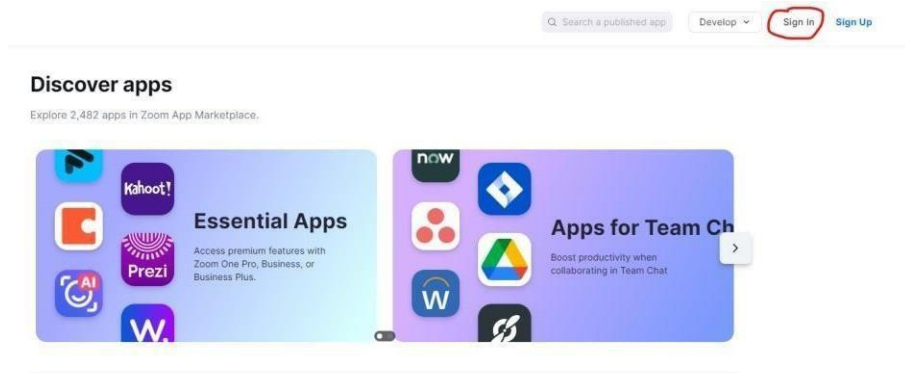 Search a published app
Develop
Sign In
Sign Up
Discover apps
Explore 2,482 apps in Zoom App Marketplace.
Kahoot!
Prezi
AI
W.
Essential Apps
Access premium features with
Zoom One Pro, Business, or
Business Plus.
now
W
Apps for Team Ch
Boost productivity when
collaborating in Team Chat